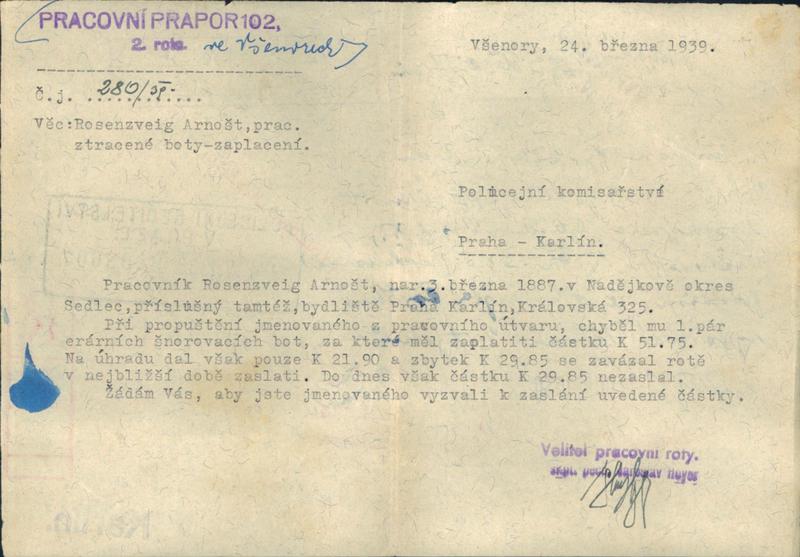 PRACOVNÍ PRAPOR 102,
2. rota. ve Všenorech
Všenory, 24. března 1939.
Č.j. 280/39-
Věc:Rosenzveig Arnošt,prac.
ztracené boty-zaplacení.
Policejní komisařství
Praha - Karlín.
Pracovník Rosenzveig Arnošt, nar.3.března 1887.v Nadějkově okres
Sedlec,příslušný tamtéž,bydliště Praha Karlín,Královská 325.
Při propuštění jmenovaného z pracovního útvaru, chyběl mu 1.pár
erárních šnorovacích bot, za které měl zaplatiti částku K 51.75.
Na úhradu dal však pouze K 21.90 a zbytek K 29.85 se zavázal rotě
v nejbližší době zaslati. Do dnes však částku K 29.85 nezaslal.
Žádám Vás, aby jste jmenovaného vyzvali k zaslání uvedené částky.
Velitel pracovní roty.